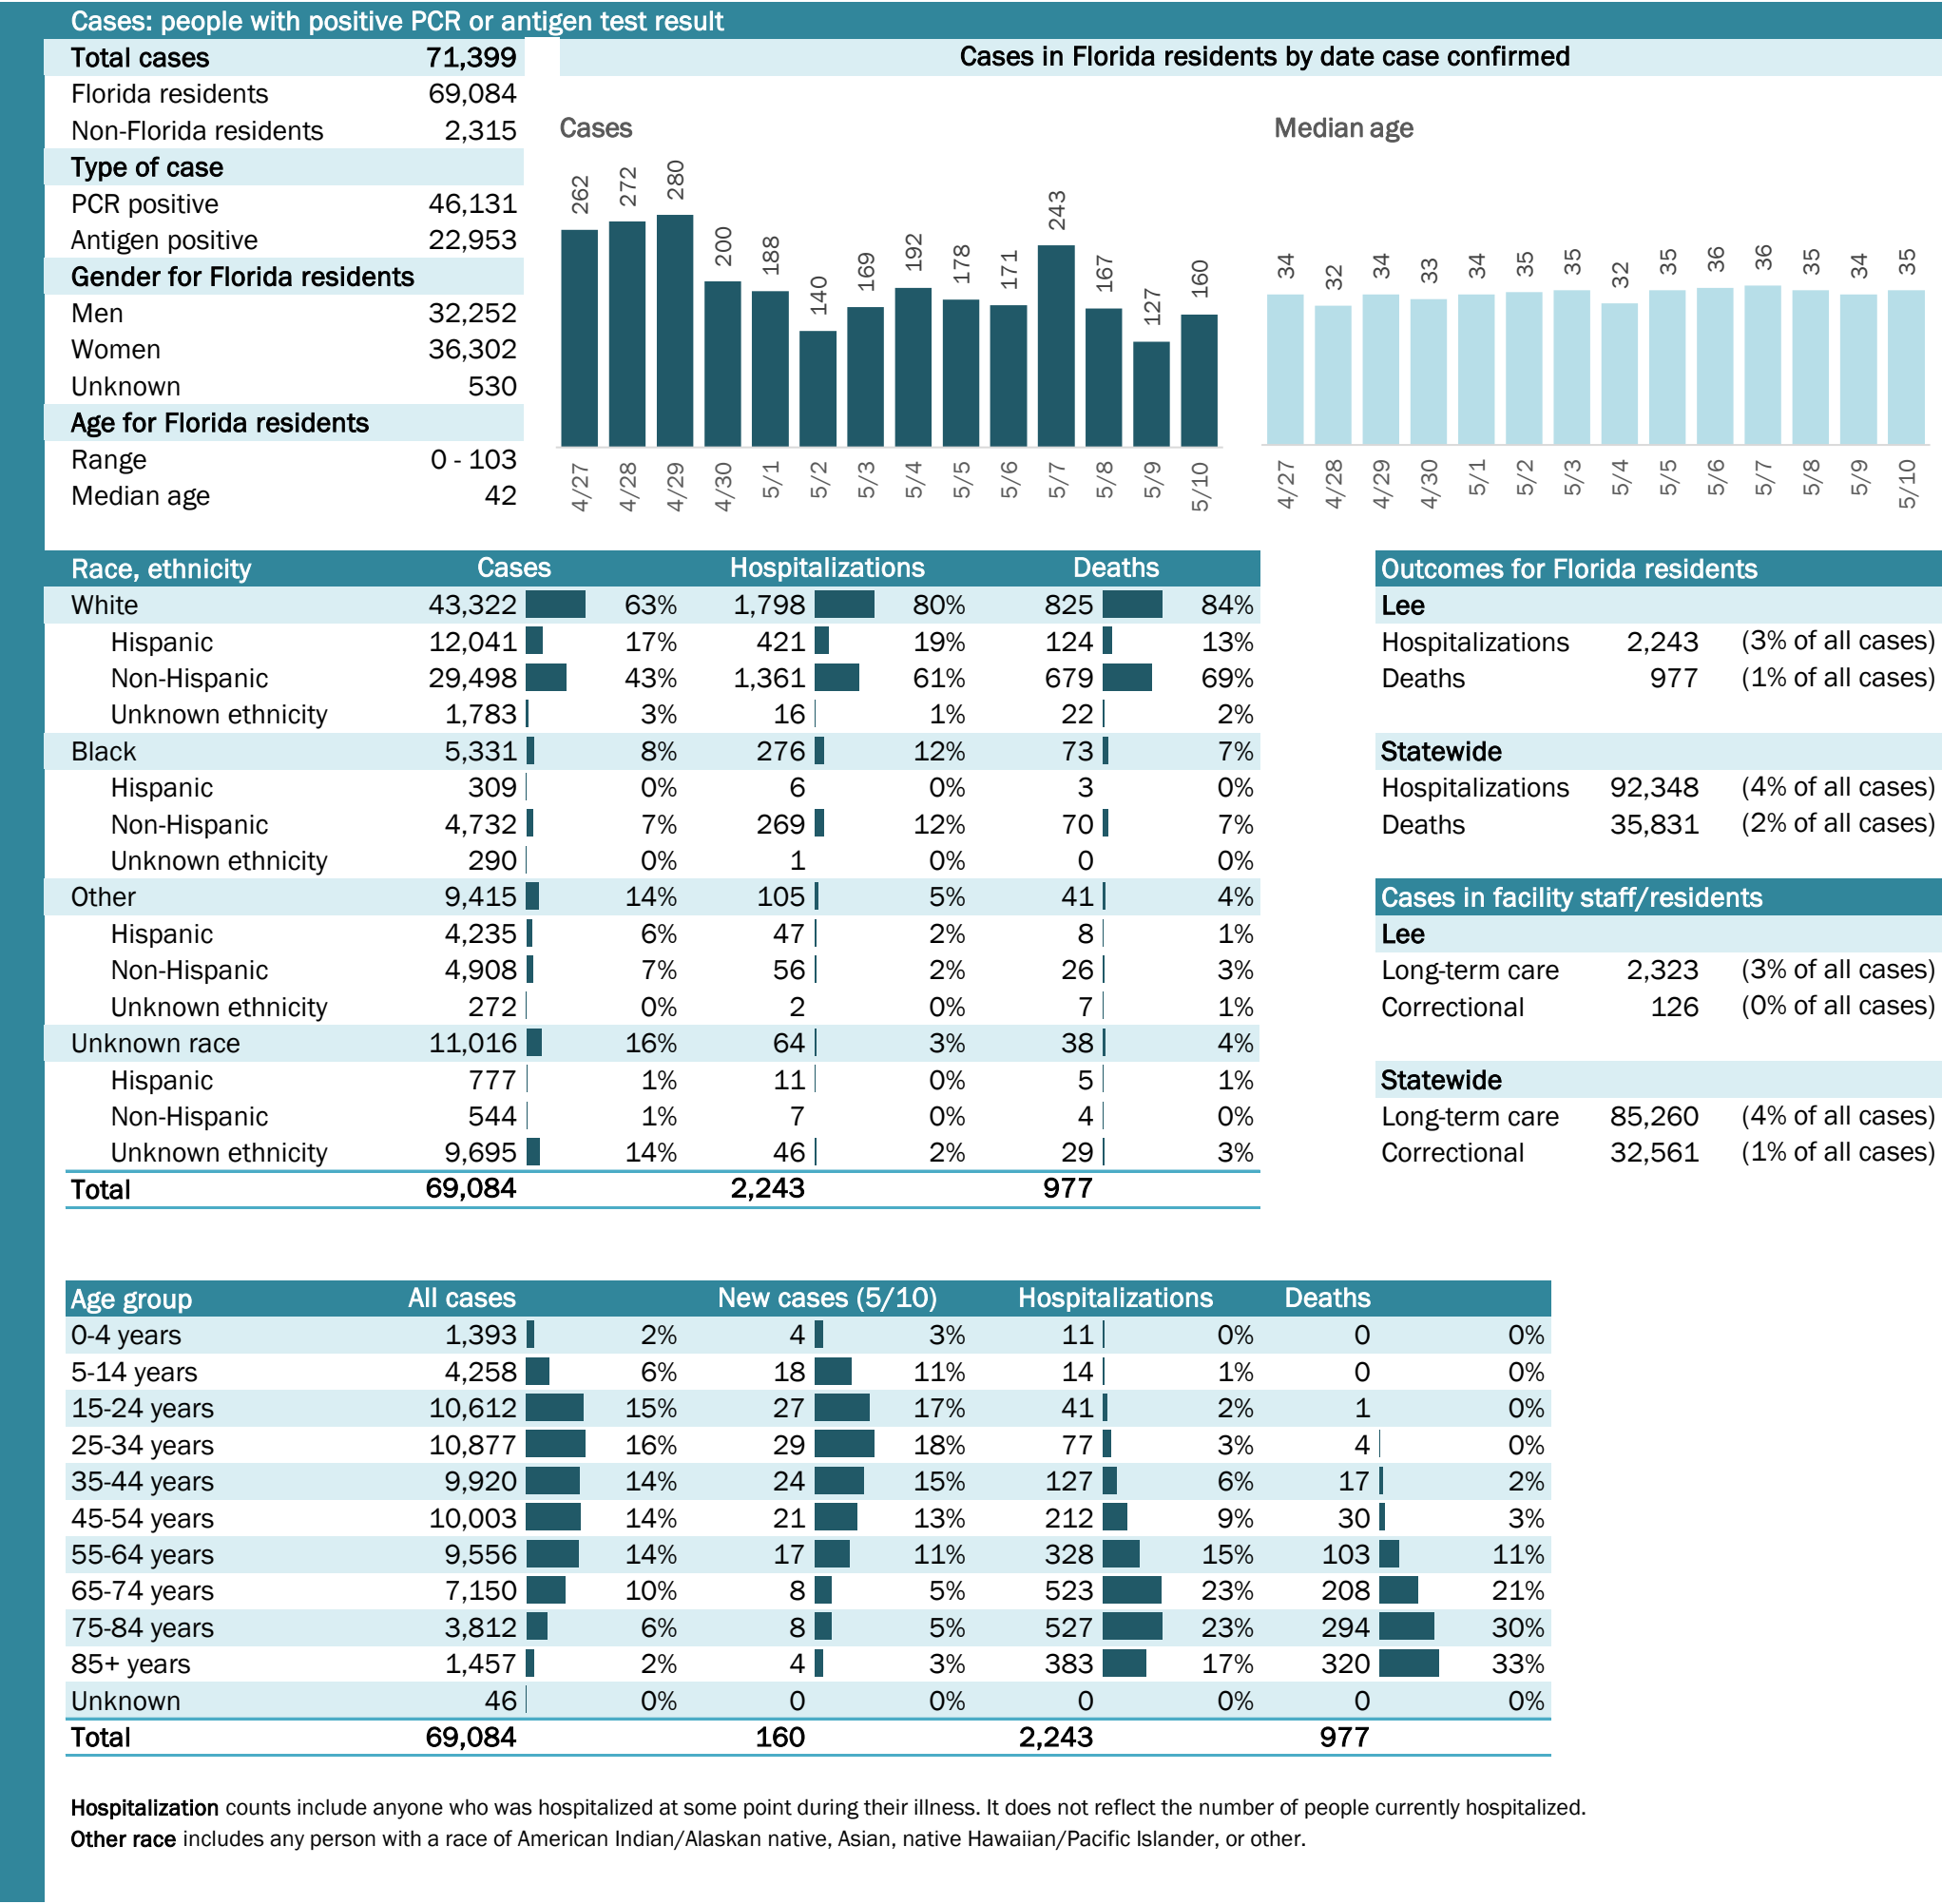 Cases: people with positive PCR or antigen test result
Total cases 71,399
Florida residents 69,084
Non-Florida residents 2,315
Type of case
PCR positive 46,131
Antigen positive 22,953
Gender for Florida residents
Men 32,252
Women 36,302
Unknown 530
Age for Florida residents
Range 0 - 103
Median age 42
Cases in Florida residents by date case confirmed
Cases
262 272 280 200 188 140 169 192 178 171 243 167 127 160
4/27 4/28 4/29 4/30 5/1 5/2 5/3 5/4 5/5 5/6 5/7 5/8 5/9 5/10
Median age
34 32 34 33 34 35 35 32 35 36 36 35 34 35
4/27 4/28 4/29 4/30 5/1 5/2 5/3 5/4 5/5 5/6 5/7 5/8 5/9 5/10
Race, ethnicity Cases Hospitalizations Deaths
White 43,322 63% 1,798 80% 825 84%
Hispanic 12,041 17% 421 19% 124 13%
Non-Hispanic 29,498 43% 1,361 61% 679 69%
Unknown ethnicity 1,783 3% 16 1% 22 2%
Black 5,331 8% 276 12% 73 7%
Hispanic 309 0% 6 0% 3 0%
Non-Hispanic 4,732 7% 269 12% 70 7%
Unknown ethnicity 290 0% 1 0% 0 0%
Other 9,415 14% 105 5% 41 4%
Hispanic 4,235 6% 47 2% 8 1%
Non-Hispanic 4,908 7% 56 2% 26 3%
Unknown ethnicity 272 0% 2 0% 7 1%
Unknown race 11,016 16% 64 3% 38 4%
Hispanic 777 1% 11 0% 5 1%
Non-Hispanic 544 1% 7 0% 4 0%
Unknown ethnicity 9,695 14% 46 2% 29 3%
Total 69,084 2,243 977
Outcomes for Florida residents
Lee
Hospitalizations 2,243 (3% of all cases)
Deaths 977 (1% of all cases)
Statewide
Hospitalizations 92,348 (4% of all cases)
Deaths 35,831 (2% of all cases)
Cases in facility staff/residents
Lee
Long-term care 2,323 (3% of all cases)
Correctional 126 (0% of all cases)
Statewide
Long-term care 85,260 (4% of all cases)
Correctional 32,561 (1% of all cases)
Age group All cases New cases (5/10) Hospitalizations Deaths
0-4 years 1,393 2% 4 3% 11 0% 0 0%
5-14 years 4,258 6% 18 11% 14 1% 0 0%
15-24 years 10,612 15% 27 17% 41 2% 1 0%
25-34 years 10,877 16% 29 18% 77 3% 4 0%
35-44 years 9,920 14% 24 15% 127 6% 17 2%
45-54 years 10,003 14% 21 13% 212 9% 30 3%
55-64 years 9,556 14% 17 11% 328 15% 103 11%
65-74 years 7,150 10% 8 5% 523 23% 208 21%
75-84 years 3,812 6% 8 5% 527 23% 294 30%
85+ years 1,457 2% 4 3% 383 17% 320 33%
Unknown 46 0% 0 0% 0 0% 0 0%
Total 69,084 160 2,243 977
Hospitalization counts include anyone who was hospitalized at some point during their illness. It does not reflect the number of people currently hospitalized.
Other race includes any person with a race of American Indian/Alaskan native, Asian, native Hawaiian/Pacific Islander, or other.